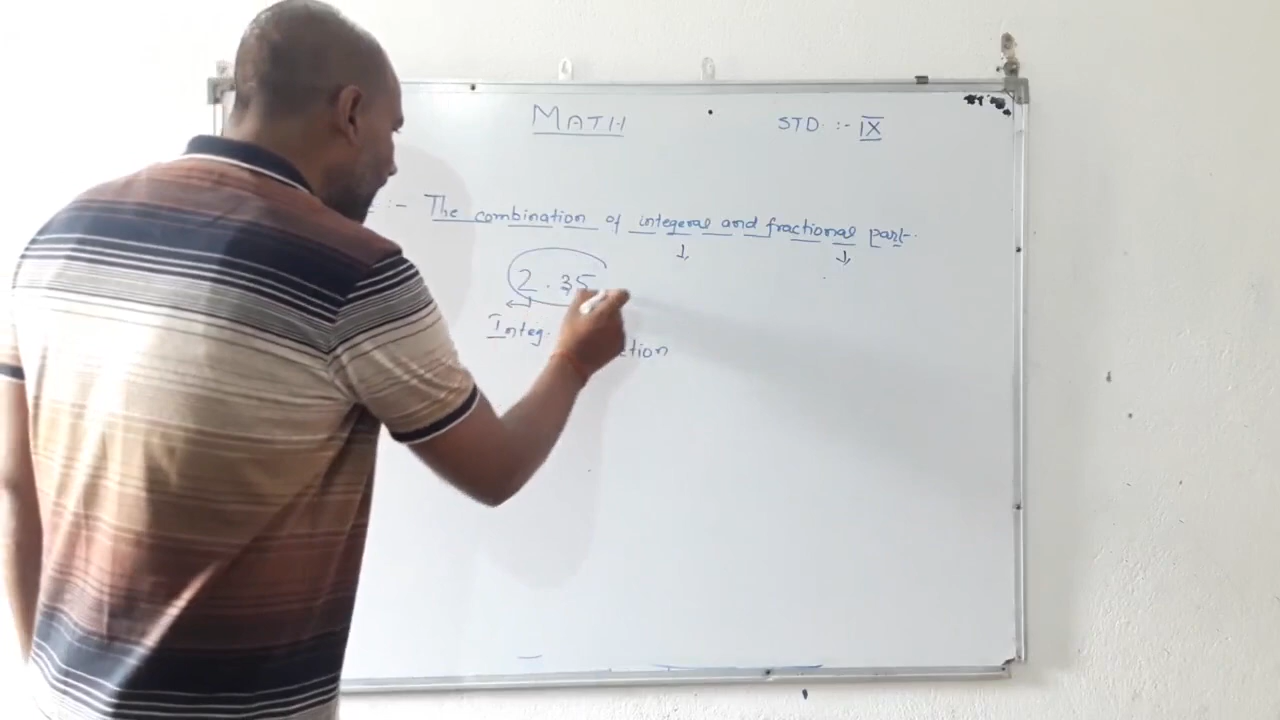 MATH
STD. :- IX
:- The combination of integeral and fractional part.
2.35
Integ.